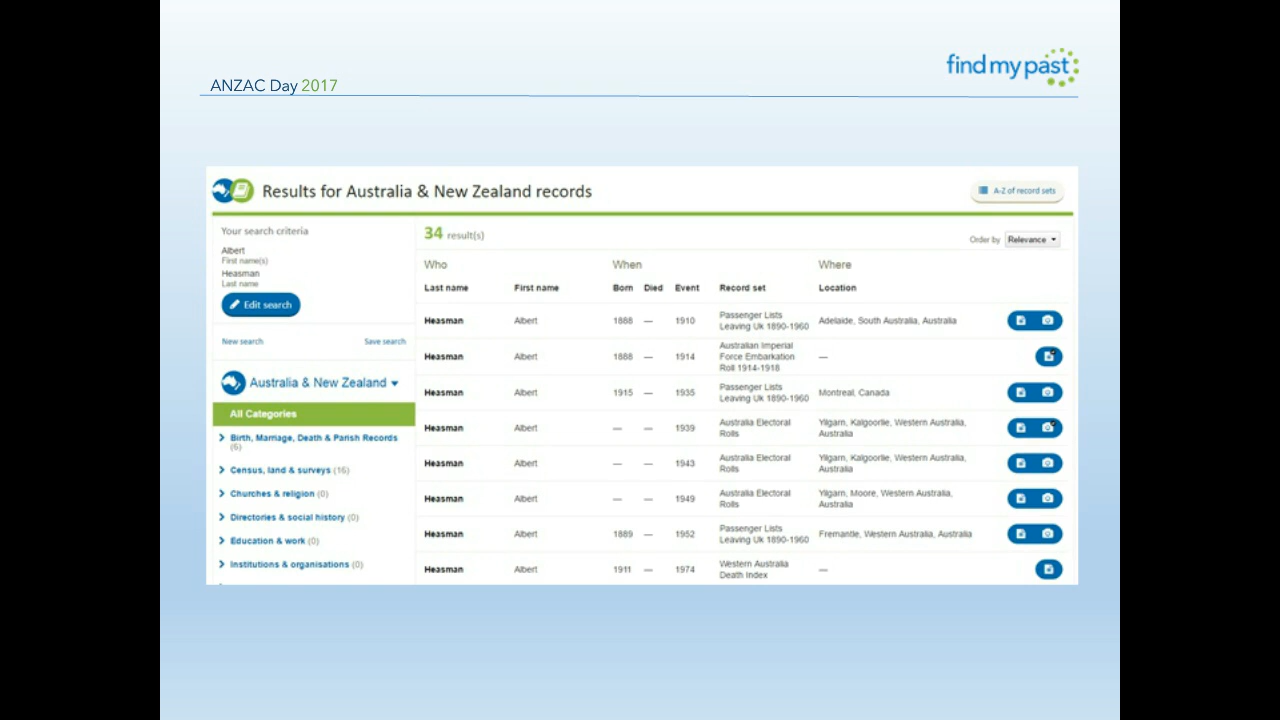 ANZAC Day 2017
findmypast
Results for Australia & New Zealand records
A-Z of record sets
Your search criteria
Albert
First name(s)
Heasman
Last name
Edit search
New search Save search
Australia & New Zealand
All Categories
Birth, Marriage, Death & Parish Records
(6)
Census, land & surveys (16)
Churches & religion (0)
Directories & social history (0)
Education & work (0)
Institutions & organisations (0)
34 result(s)
Order by Relevance
Who When Where
Last name First name Born Died Event Record set Location
Heasman Albert 1888 — 1910 Passenger Lists Adelaide, South Australia, Australia
Leaving Uk 1890-1960
Heasman Albert 1888 — 1914 Australian Imperial —
Force Embarkation
Roll 1914-1918
Heasman Albert 1915 — 1935 Passenger Lists Montreal, Canada
Leaving Uk 1890-1960
Heasman Albert — — 1939 Australia Electoral Yilgarn, Kalgoorlie, Western Australia,
Rolls Australia
Heasman Albert — — 1943 Australia Electoral Yilgarn, Kalgoorlie, Western Australia,
Rolls Australia
Heasman Albert — — 1949 Australia Electoral Yilgarn, Moore, Western Australia,
Rolls Australia
Heasman Albert 1889 — 1952 Passenger Lists Fremantle, Western Australia, Australia
Leaving Uk 1890-1960
Heasman Albert 1911 — 1974 Western Australia —
Death Index